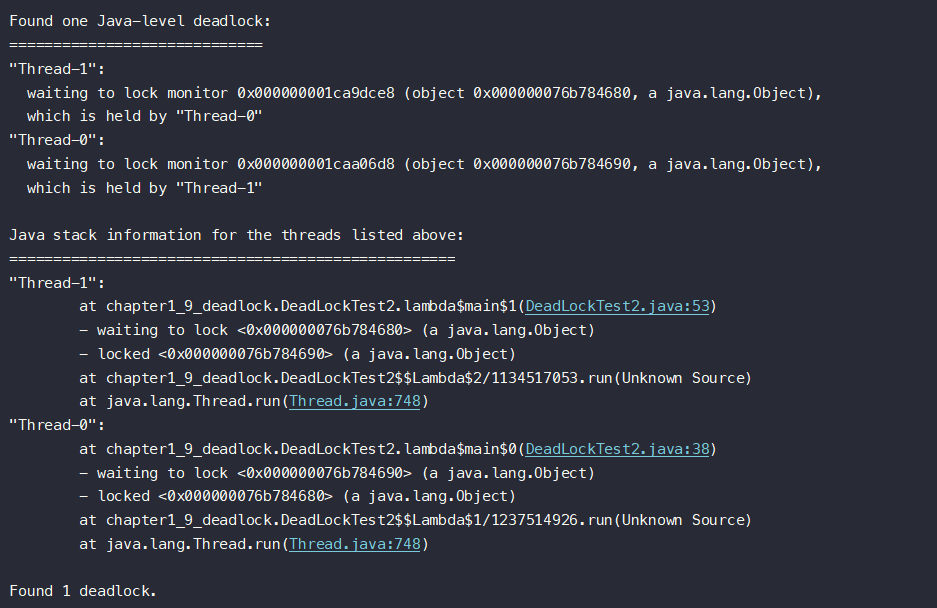 Found one Java-level deadlock:
=============================
"Thread-1":
  waiting to lock monitor 0x000000001ca9dce8 (object 0x000000076b784680, a java.lang.Object),
  which is held by "Thread-0"
"Thread-0":
  waiting to lock monitor 0x000000001caa06d8 (object 0x000000076b784690, a java.lang.Object),
  which is held by "Thread-1"

Java stack information for the threads listed above:
===================================================
"Thread-1":
        at chapter1_9_deadlock.DeadLockTest2.lambda$main$1(DeadLockTest2.java:53)
        - waiting to lock <0x000000076b784680> (a java.lang.Object)
        - locked <0x000000076b784690> (a java.lang.Object)
        at chapter1_9_deadlock.DeadLockTest2$$Lambda$2/1134517053.run(Unknown Source)
        at java.lang.Thread.run(Thread.java:748)
"Thread-0":
        at chapter1_9_deadlock.DeadLockTest2.lambda$main$0(DeadLockTest2.java:38)
        - waiting to lock <0x000000076b784690> (a java.lang.Object)
        - locked <0x000000076b784680> (a java.lang.Object)
        at chapter1_9_deadlock.DeadLockTest2$$Lambda$1/1237514926.run(Unknown Source)
        at java.lang.Thread.run(Thread.java:748)

Found 1 deadlock.